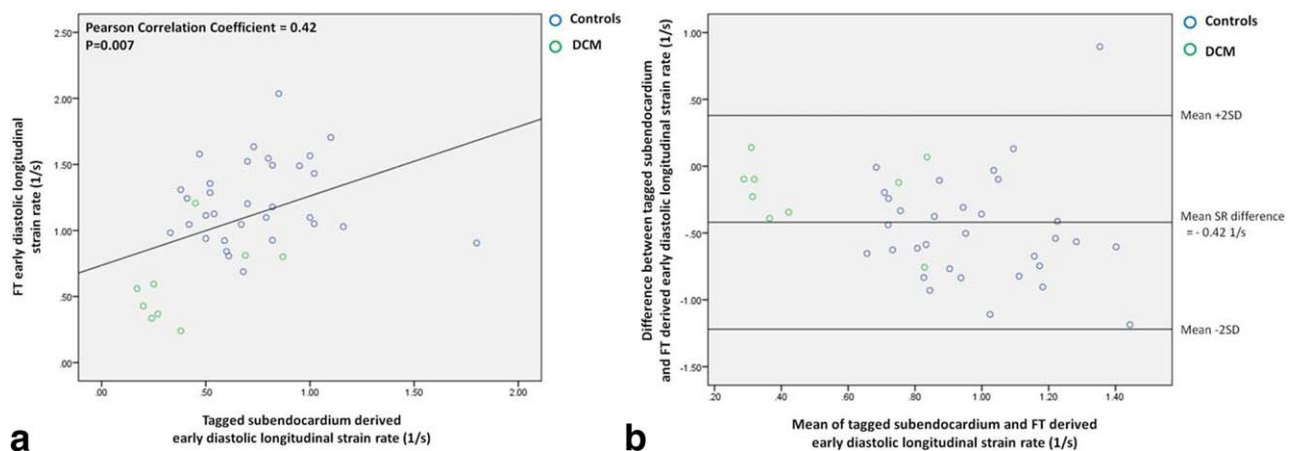 Pearson Correlation Coefficient = 0.42
P=0.007
Controls
DCM
2.50
2.00
1.50
1.00
.50
.00
FT early diastolic longitudinal
strain rate (1/s)
.00 .50 1.00 1.50 2.00
Tagged subendocardium derived
early diastolic longitudinal strain rate (1/s)
a
Controls
DCM
1.00
.50
.00
-.50
-1.00
-1.50
Difference between tagged subendocardium
and FT derived early diastolic longitudinal strain rate (1/s)
Mean +2SD
Mean SR difference
= - 0.42 1/s
Mean -2SD
.20 .40 .60 .80 1.00 1.20 1.40
Mean of tagged subendocardium and FT derived
early diastolic longitudinal strain rate (1/s)
b